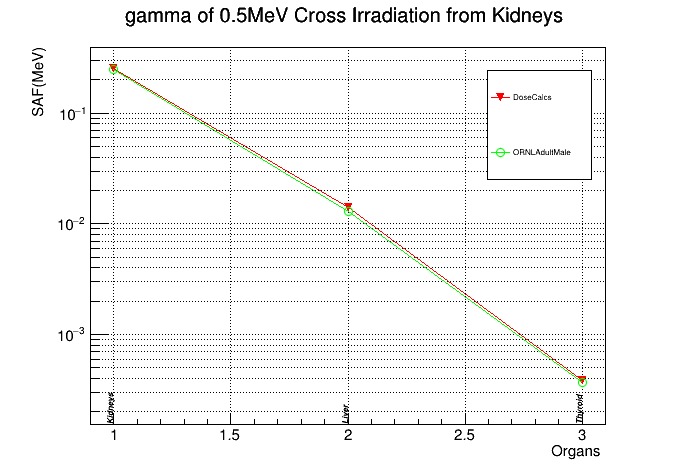 gamma of 0.5MeV Cross Irradiation from Kidneys
SAF(MeV)
DoseCalcs
ORNLAdultMale
10⁻¹
10⁻²
10⁻³
Kidneys
Liver
Thyroid
1
1.5
2
2.5
3
Organs